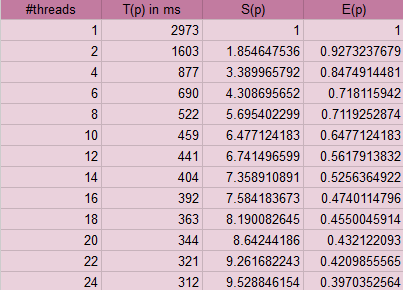 #threads T(p) in ms S(p) E(p)
1 2973 1 1
2 1603 1.854647536 0.9273237679
4 877 3.389965792 0.8474914481
6 690 4.308695652 0.718115942
8 522 5.695402299 0.7119252874
10 459 6.477124183 0.6477124183
12 441 6.741496599 0.5617913832
14 404 7.358910891 0.5256364922
16 392 7.584183673 0.4740114796
18 363 8.190082645 0.4550045914
20 344 8.64244186 0.432122093
22 321 9.261682243 0.4209855565
24 312 9.528846154 0.3970352564